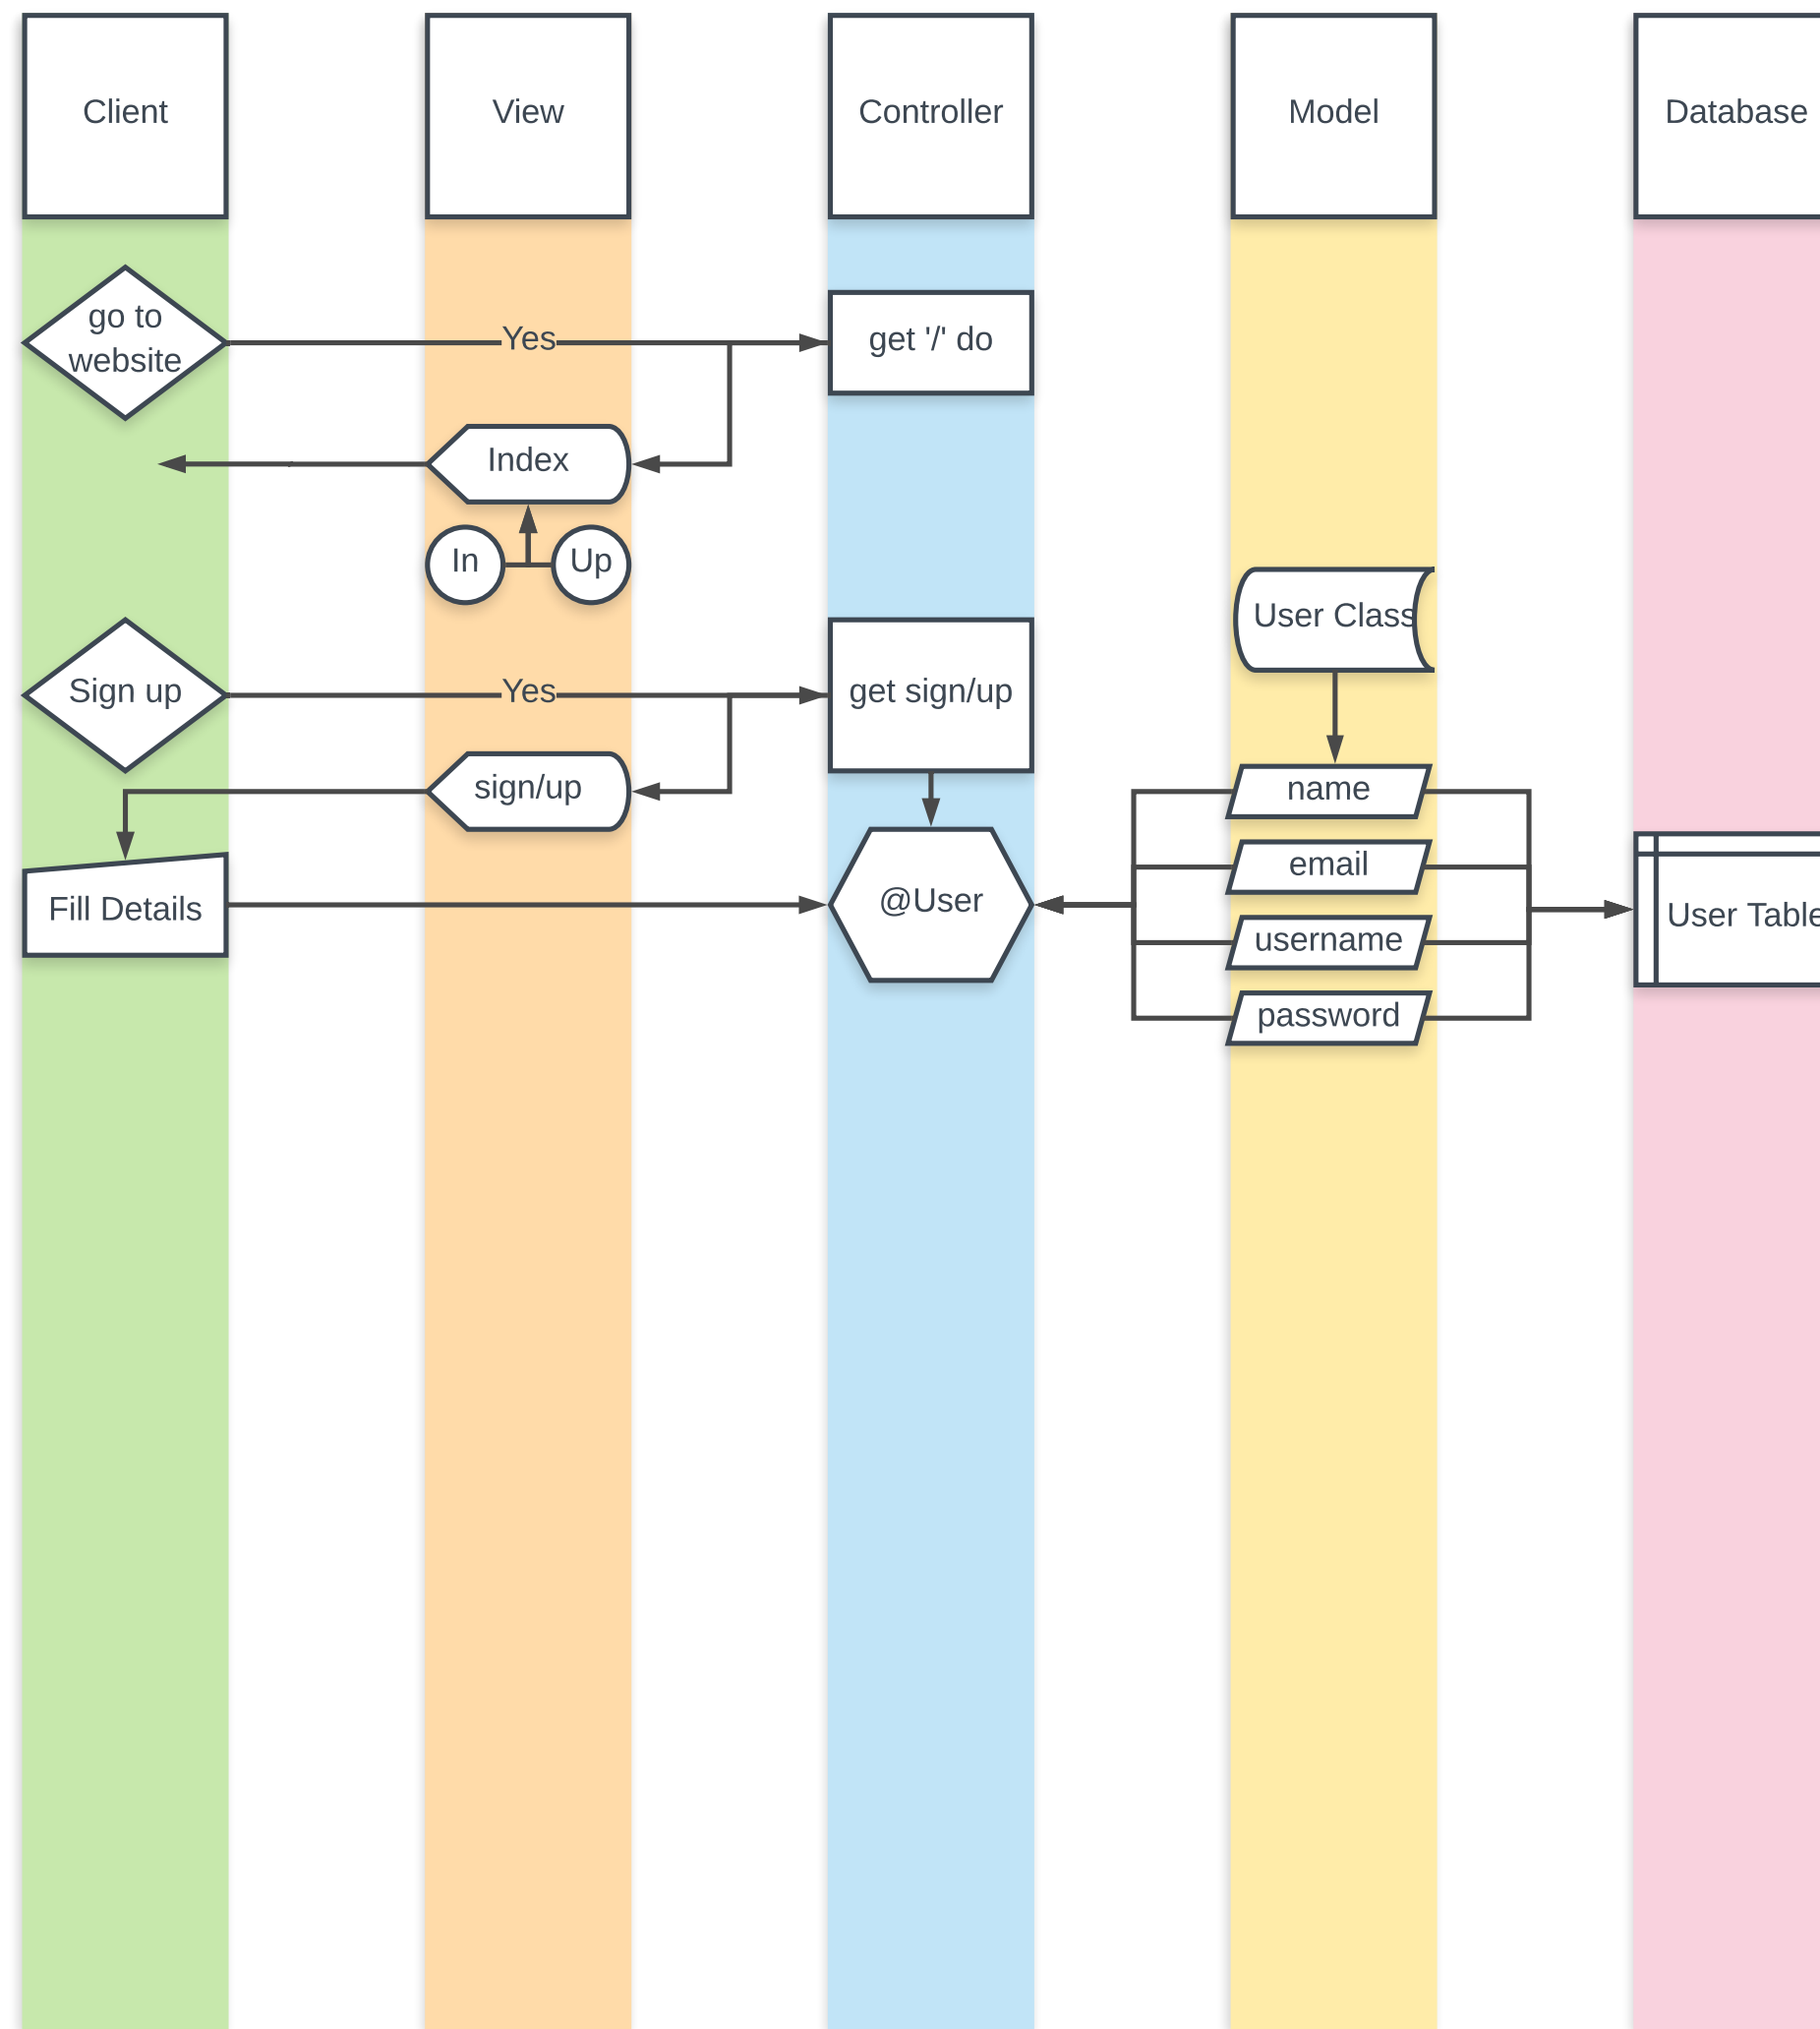 Client
View
Controller
Model
Database
go to
website
Yes
get '/' do
Index
In
Up
User Class
Sign up
Yes
get sign/up
sign/up
name
email
Fill Details
@User
User Table
username
password